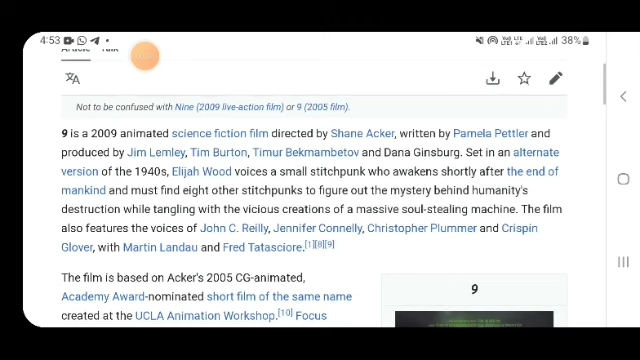 4:53 38%
Article Talk
Not to be confused with Nine (2009 live-action film) or 9 (2005 film).
9 is a 2009 animated science fiction film directed by Shane Acker, written by Pamela Pettler and
produced by Jim Lemley, Tim Burton, Timur Bekmambetov and Dana Ginsburg. Set in an alternate
version of the 1940s, Elijah Wood voices a small stitchpunk who awakens shortly after the end of
mankind and must find eight other stitchpunks to figure out the mystery behind humanity's
destruction while tangling with the vicious creations of a massive soul-stealing machine. The film
also features the voices of John C. Reilly, Jennifer Connelly, Christopher Plummer and Crispin
Glover, with Martin Landau and Fred Tatasciore.[1][8][9]
The film is based on Acker's 2005 CG-animated,
Academy Award-nominated short film of the same name
created at the UCLA Animation Workshop.[10] Focus
9